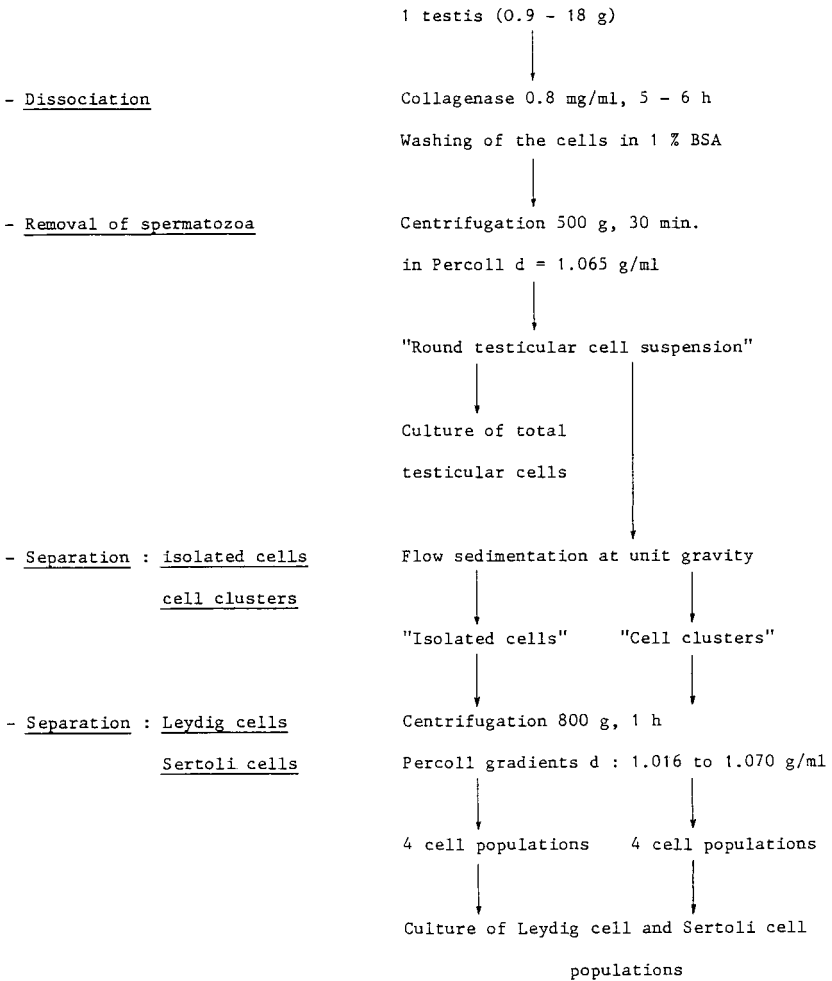 1 testis (0.9 - 18 g)
- Dissociation
Collagenase 0.8 mg/ml, 5 - 6 h
Washing of the cells in 1 % BSA
- Removal of spermatozoa
Centrifugation 500 g, 30 min.
in Percoll d = 1.065 g/ml
"Round testicular cell suspension"
Culture of total
testicular cells
- Separation : isolated cells
cell clusters
Flow sedimentation at unit gravity
"Isolated cells"
"Cell clusters"
- Separation : Leydig cells
Sertoli cells
Centrifugation 800 g, 1 h
Percoll gradients d : 1.016 to 1.070 g/ml
4 cell populations
4 cell populations
Culture of Leydig cell and Sertoli cell
populations